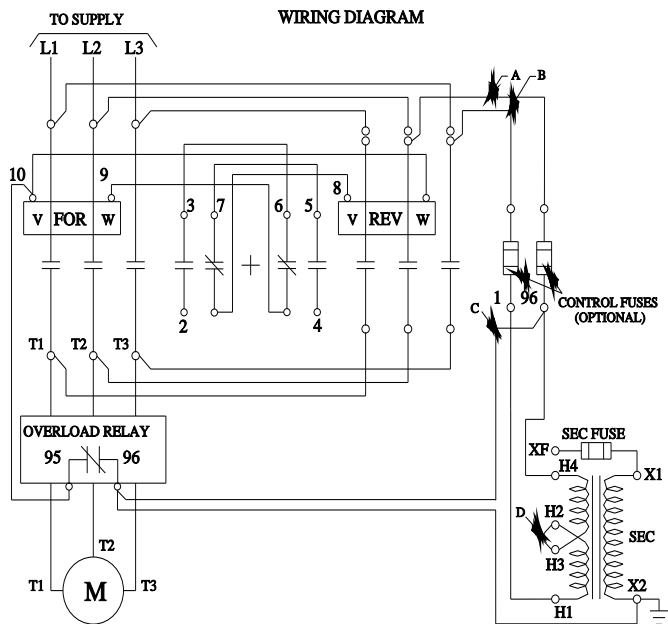 WIRING DIAGRAM
TO SUPPLY
L1 L2 L3
A B
10 9 3 7 6 5 8
V FOR W
V REV W
2 4
1 96
CONTROL FUSES
(OPTIONAL)
C
T1 T2 T3
OVERLOAD RELAY
95 96
SEC FUSE
XF
H4 X1
D H2
SEC
H3
T2
T1 M T3
X2
H1